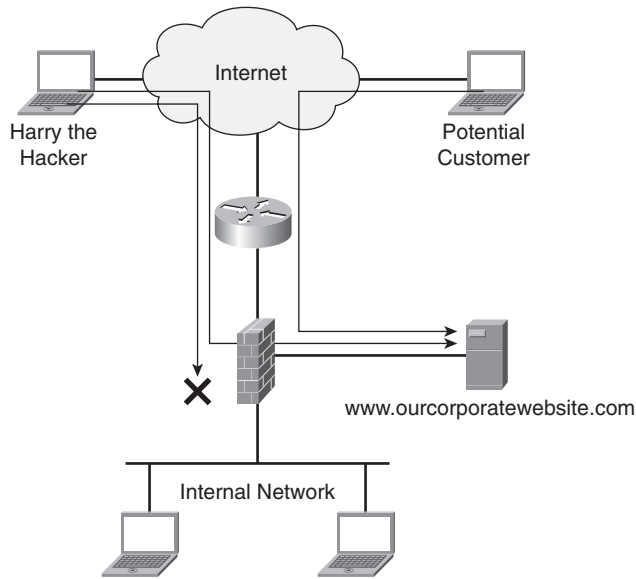 Internet
Harry the
Hacker
Potential
Customer
www.ourcorporatewebsite.com
Internal Network